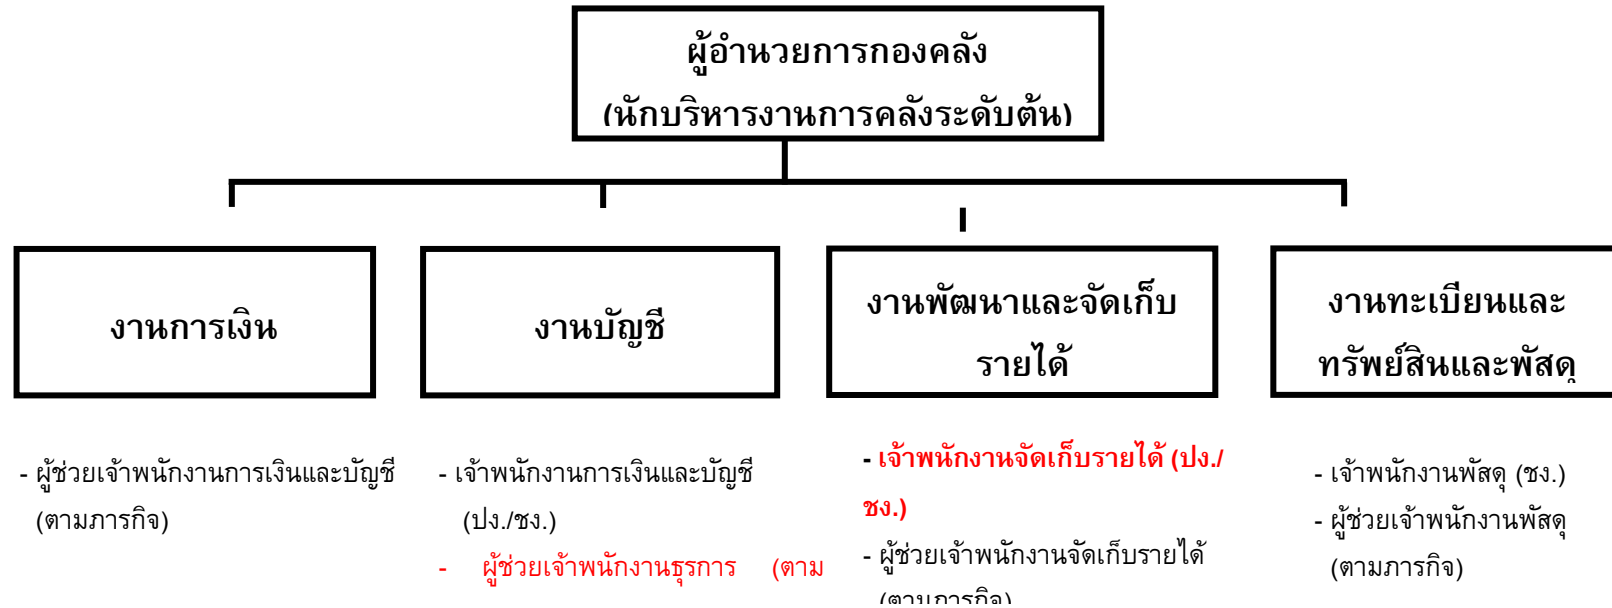 ผู้อำนวยการกองคลัง
(นักบริหารงานการคลังระดับต้น)
งานการเงิน
งานบัญชี
งานพัฒนาและจัดเก็บ
รายได้
งานทะเบียนและ
ทรัพย์สินและพัสดุ
- ผู้ช่วยเจ้าพนักงานการเงินและบัญชี
(ตามภารกิจ)
- เจ้าพนักงานการเงินและบัญชี
(ปง./ชง.)
- ผู้ช่วยเจ้าพนักงานธุรการ (ตาม
- เจ้าพนักงานจัดเก็บรายได้ (ปง./
ชง.)
- ผู้ช่วยเจ้าพนักงานจัดเก็บรายได้
(ตามภารกิจ)
- เจ้าพนักงานพัสดุ (ชง.)
- ผู้ช่วยเจ้าพนักงานพัสดุ
(ตามภารกิจ)